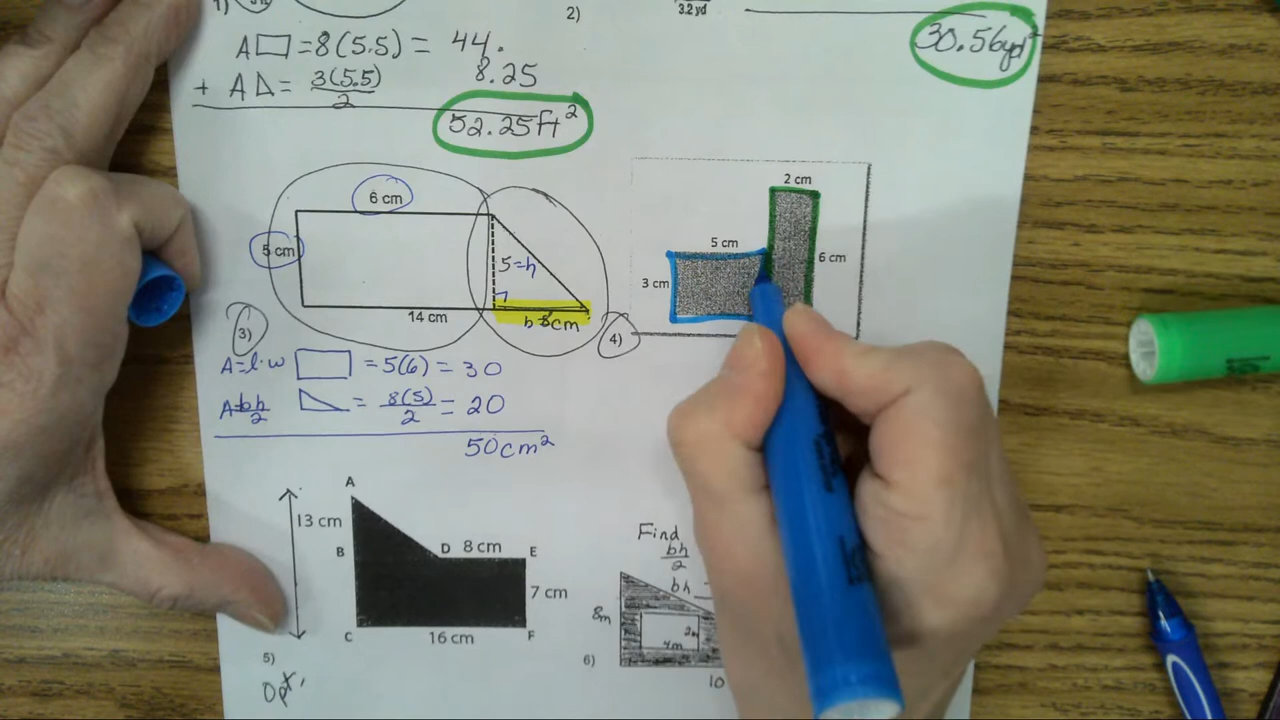 1)
2)
3.2 yd
30.56yd²
A▭ = 8(5.5) = 44.
+ A△ = 3(5.5)/2 8.25
52.25ft²
6 cm
5 cm
5=h
14 cm
3)
A=l·w ▭ = 5(6) = 30
A=bh/2 = 8(5)/2 = 20
50cm²
2 cm
5 cm
6 cm
3 cm
4)
A
13 cm
B
D 8 cm E
7 cm
C
16 cm
F
5)
Find
bh/2
bh
8m
4m
6)
10